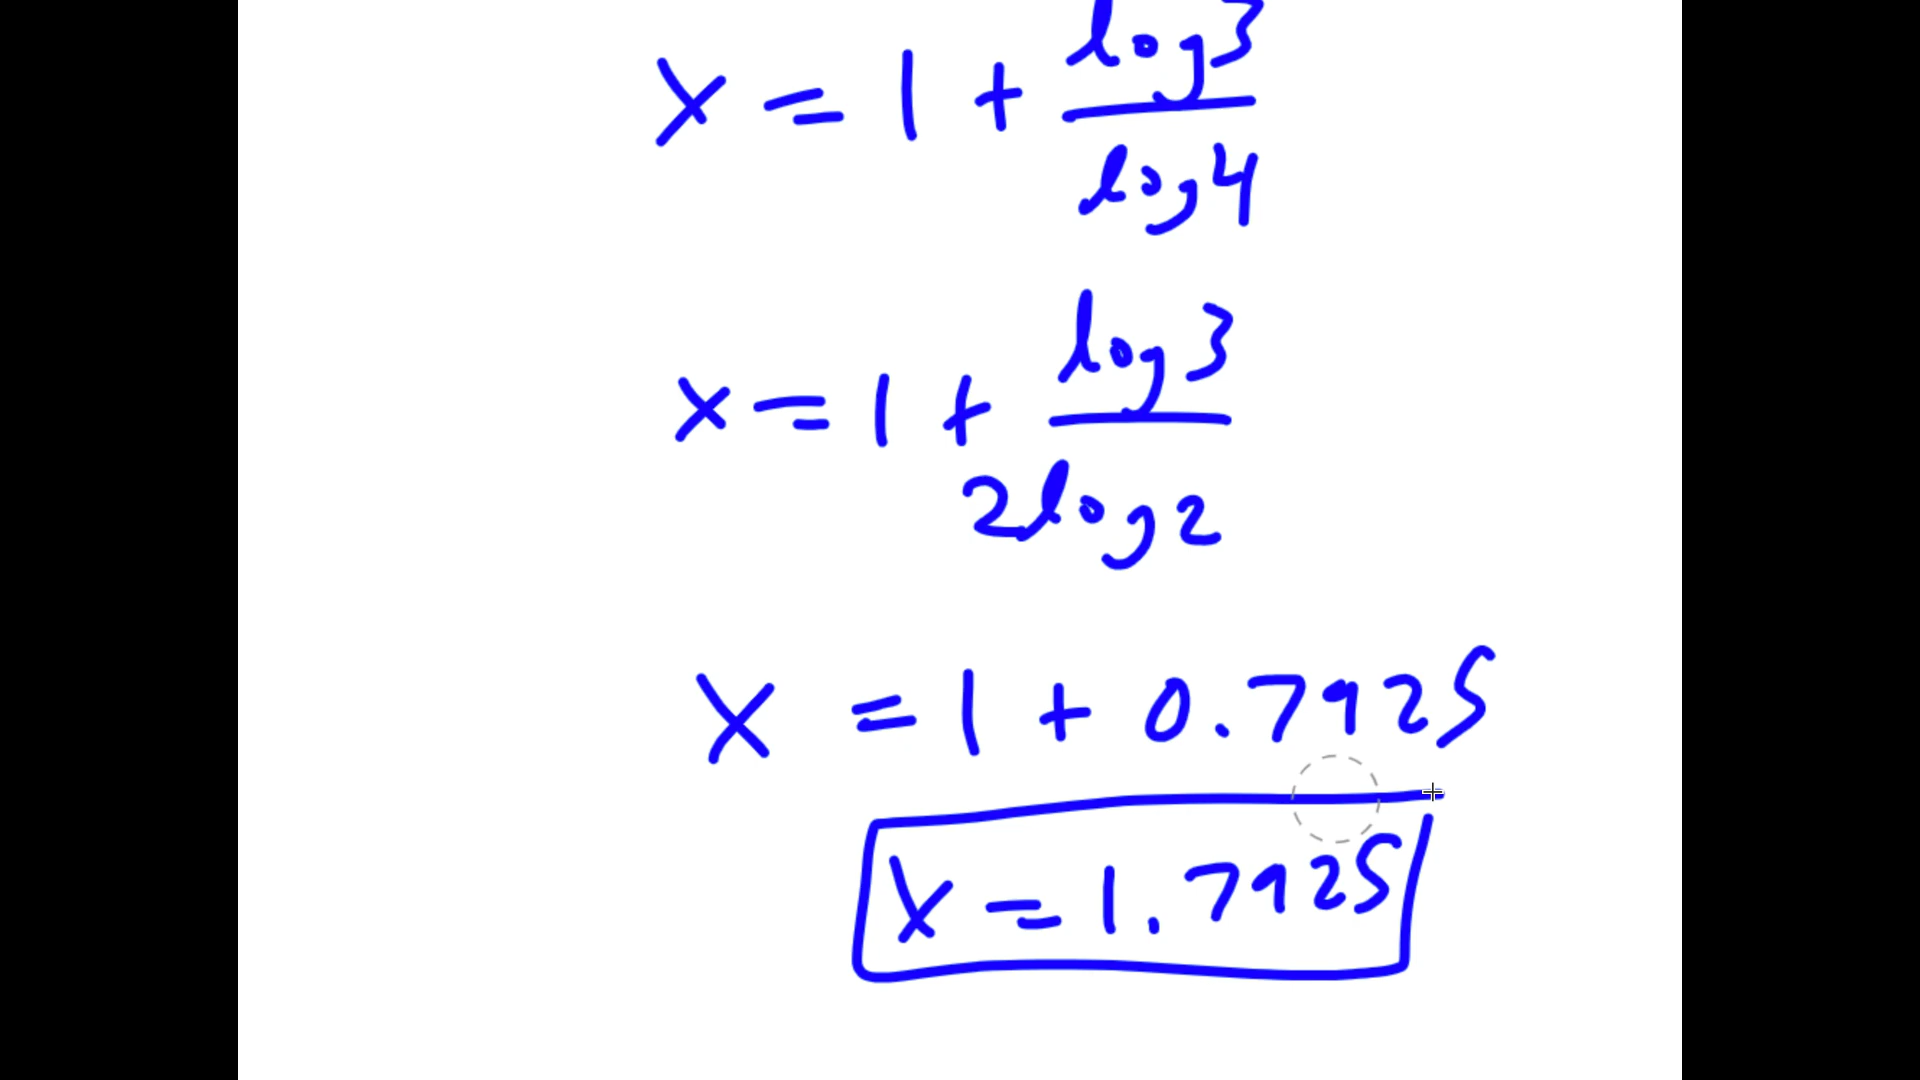 x = 1 + log3/log4
x = 1 + log3/2log2
x = 1 + 0.7925
x = 1.7925